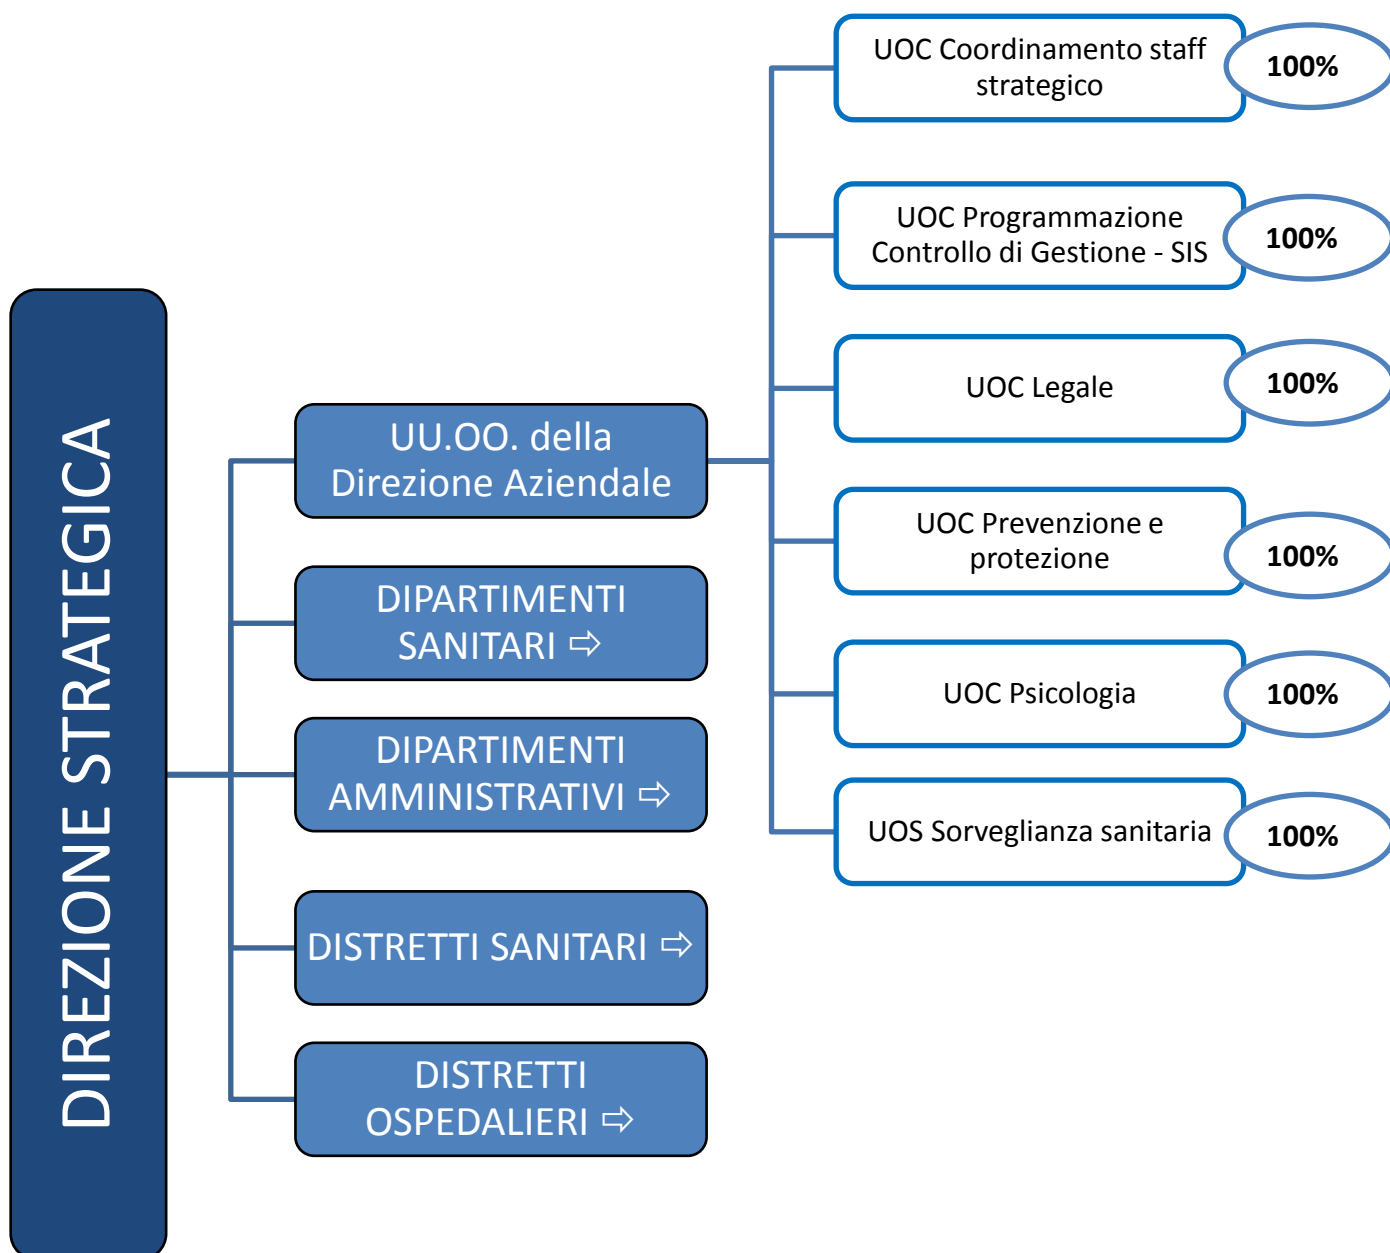 DIREZIONE STRATEGICA
UU.OO. della
Direzione Aziendale
DIPARTIMENTI
SANITARI ⇨
DIPARTIMENTI
AMMINISTRATIVI ⇨
DISTRETTI SANITARI ⇨
DISTRETTI
OSPEDALIERI ⇨
UOC Coordinamento staff
strategico
100%
UOC Programmazione
Controllo di Gestione - SIS
100%
UOC Legale
100%
UOC Prevenzione e
protezione
100%
UOC Psicologia
100%
UOS Sorveglianza sanitaria
100%